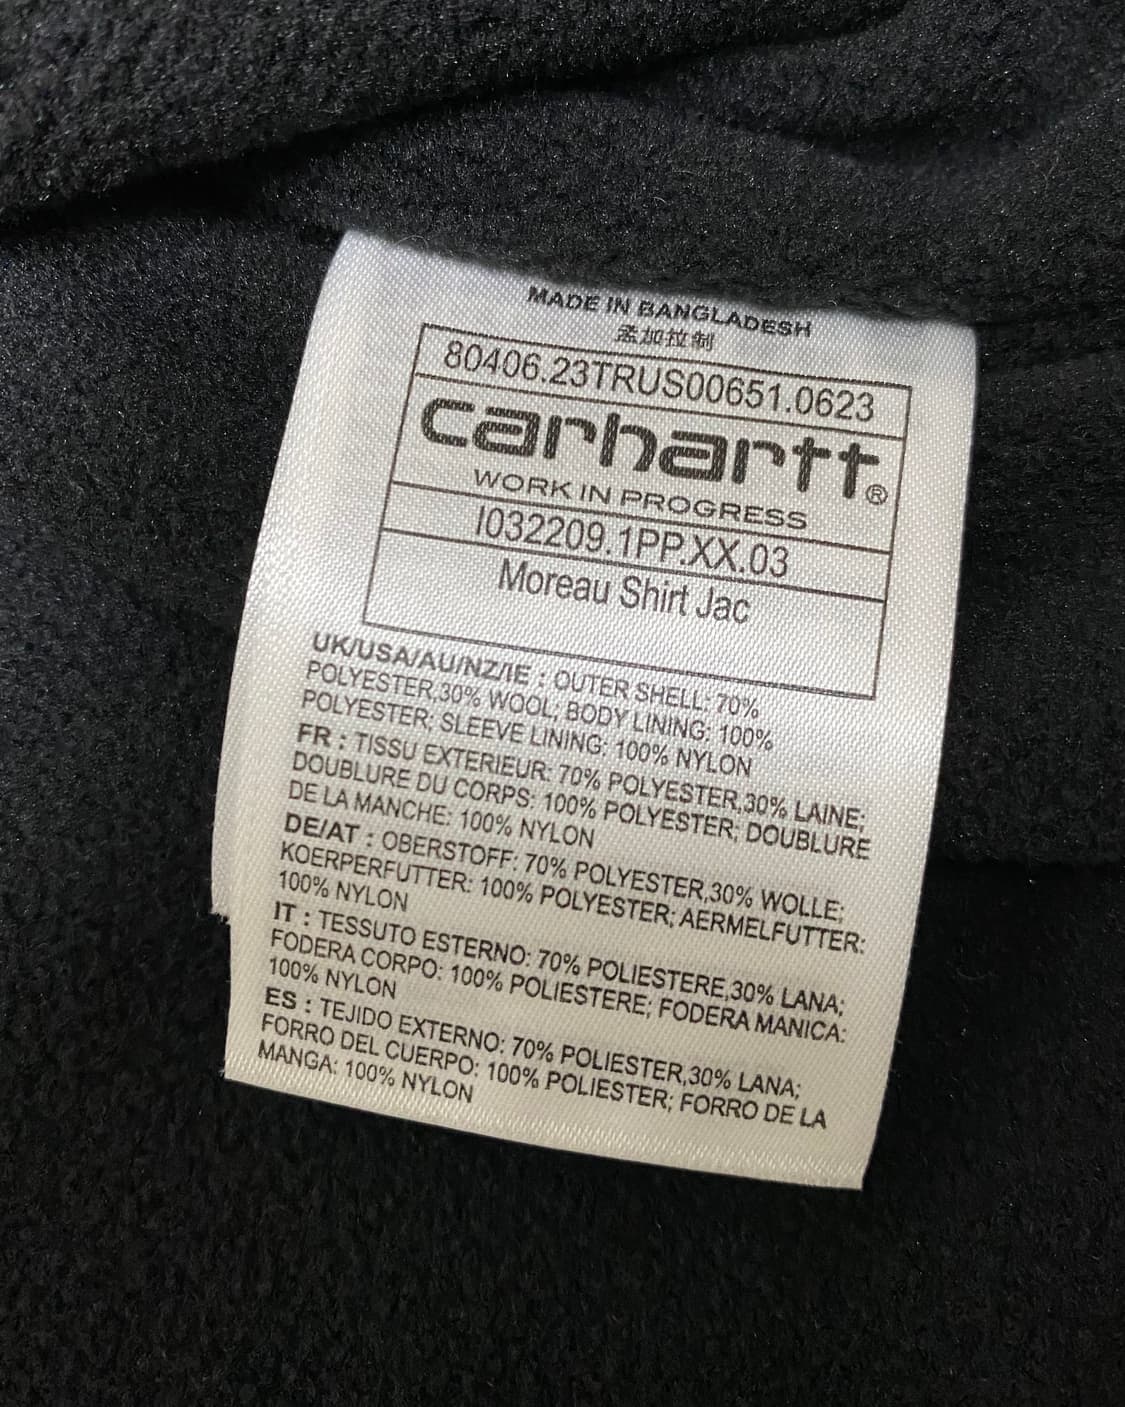 MADE IN BANGLADESH
孟加拉制
80406.23TRUS00651.0623
carhartt®
WORK IN PROGRESS
I032209.1PP.XX.03
Moreau Shirt Jac
UK/USA/AU/NZ/IE : OUTER SHELL: 70%
POLYESTER,30% WOOL; BODY LINING: 100%
POLYESTER; SLEEVE LINING: 100% NYLON
FR : TISSU EXTERIEUR: 70% POLYESTER,30% LAINE;
DOUBLURE DU CORPS: 100% POLYESTER; DOUBLURE
DE LA MANCHE: 100% NYLON
DE/AT : OBERSTOFF: 70% POLYESTER,30% WOLLE;
KOERPERFUTTER: 100% POLYESTER; AERMELFUTTER:
100% NYLON
IT : TESSUTO ESTERNO: 70% POLIESTERE,30% LANA;
FODERA CORPO: 100% POLIESTERE; FODERA MANICA:
100% NYLON
ES : TEJIDO EXTERNO: 70% POLIESTER,30% LANA;
FORRO DEL CUERPO: 100% POLIESTER; FORRO DE LA
MANGA: 100% NYLON